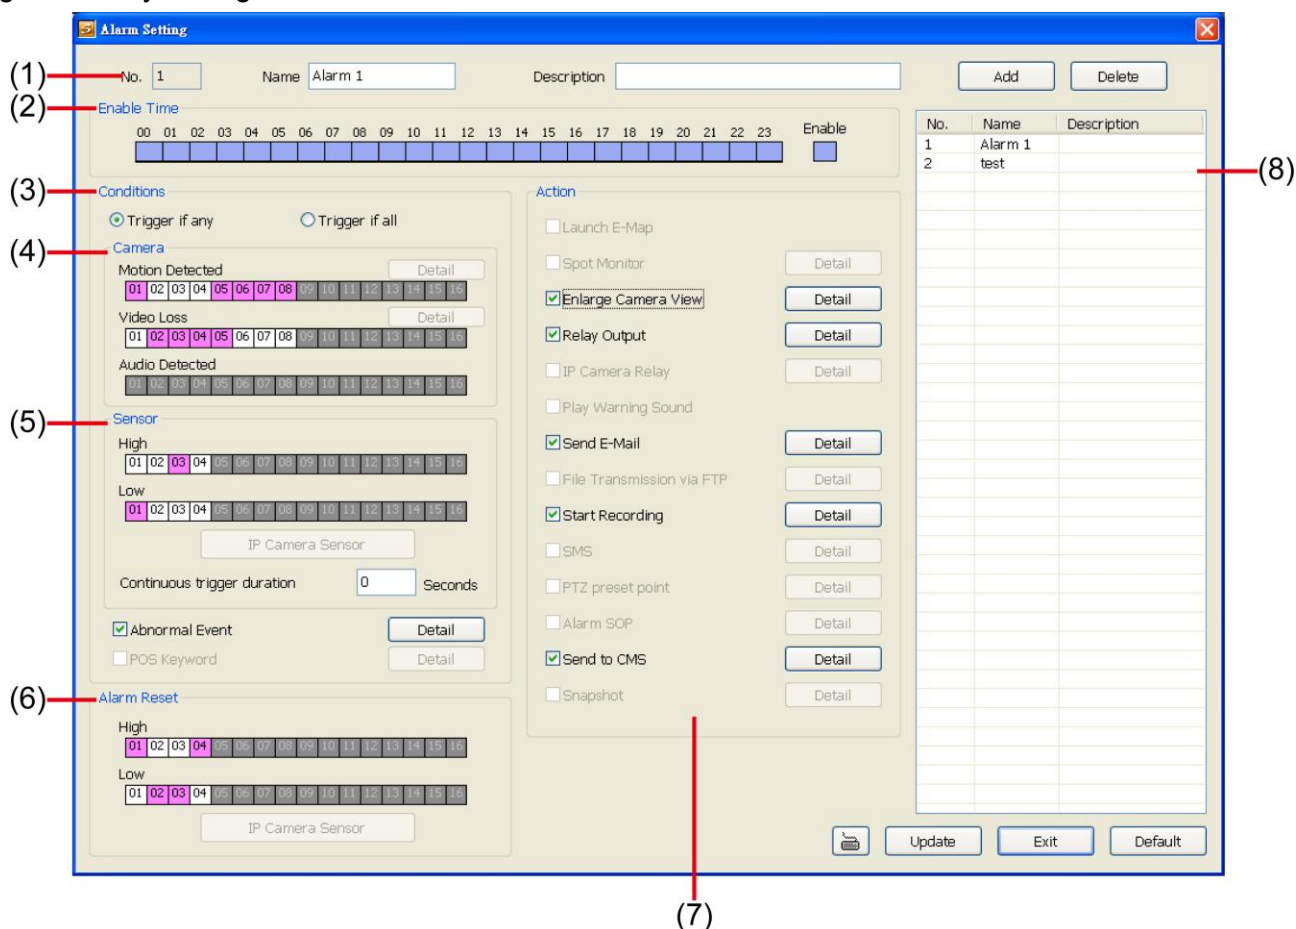 Alarm Setting
(1) No. 1 Name Alarm 1 Description Add Delete
(2) Enable Time
00 01 02 03 04 05 06 07 08 09 10 11 12 13 14 15 16 17 18 19 20 21 22 23 Enable
No. Name Description
1 Alarm 1
2 test
(8)
(3) Conditions
Trigger if any Trigger if all
(4) Camera
Motion Detected Detail
01 02 03 04 05 06 07 08 09 10 11 12 13 14 15 16
Video Loss Detail
01 02 03 04 05 06 07 08 09 10 11 12 13 14 15 16
Audio Detected
01 02 03 04 05 06 07 08 09 10 11 12 13 14 15 16
(5) Sensor
High
01 02 03 04 05 06 07 08 09 10 11 12 13 14 15 16
Low
01 02 03 04 05 06 07 08 09 10 11 12 13 14 15 16
IP Camera Sensor
Continuous trigger duration 0 Seconds
Abnormal Event Detail
POS Keyword Detail
(6) Alarm Reset
High
01 02 03 04 05 06 07 08 09 10 11 12 13 14 15 16
Low
01 02 03 04 05 06 07 08 09 10 11 12 13 14 15 16
IP Camera Sensor
Action
Launch E-Map
Spot Monitor Detail
Enlarge Camera View Detail
Relay Output Detail
IP Camera Relay Detail
Play Warning Sound
Send E-Mail Detail
File Transmission via FTP Detail
Start Recording Detail
SMS Detail
PTZ preset point Detail
Alarm SOP Detail
Send to CMS Detail
Snapshot Detail
(7)
Update Exit Default